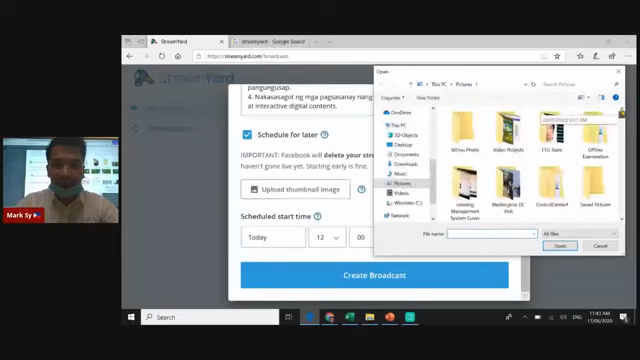 StreamYard
streamyard - Google Search
https://streamyard.com/broadcasts
StreamYard
pangungusap.
4. Nakasasagot ng mga pagsasanay nang
at interactive digital contents.
Schedule for later
IMPORTANT: Facebook will delete your stre
haven't gone live yet. Starting early is fine.
Upload thumbnail image
Scheduled start time
Today
12
00
Create Broadcast
Open
This PC
Pictures
Search Pictures
Organize
New folder
OneDrive
This PC
3D Objects
Desktop
Documents
Downloads
Music
Pictures
Videos
Windows (C:)
Network
Video Projects
ETU Team
Offline Examination
Learning Management System Cover
Washington DC Visit
ControlCenter4
Saved Pictures
File name:
All files
Open
Cancel
Mark Sy
Search
ENG
11:41 AM
17/06/2020